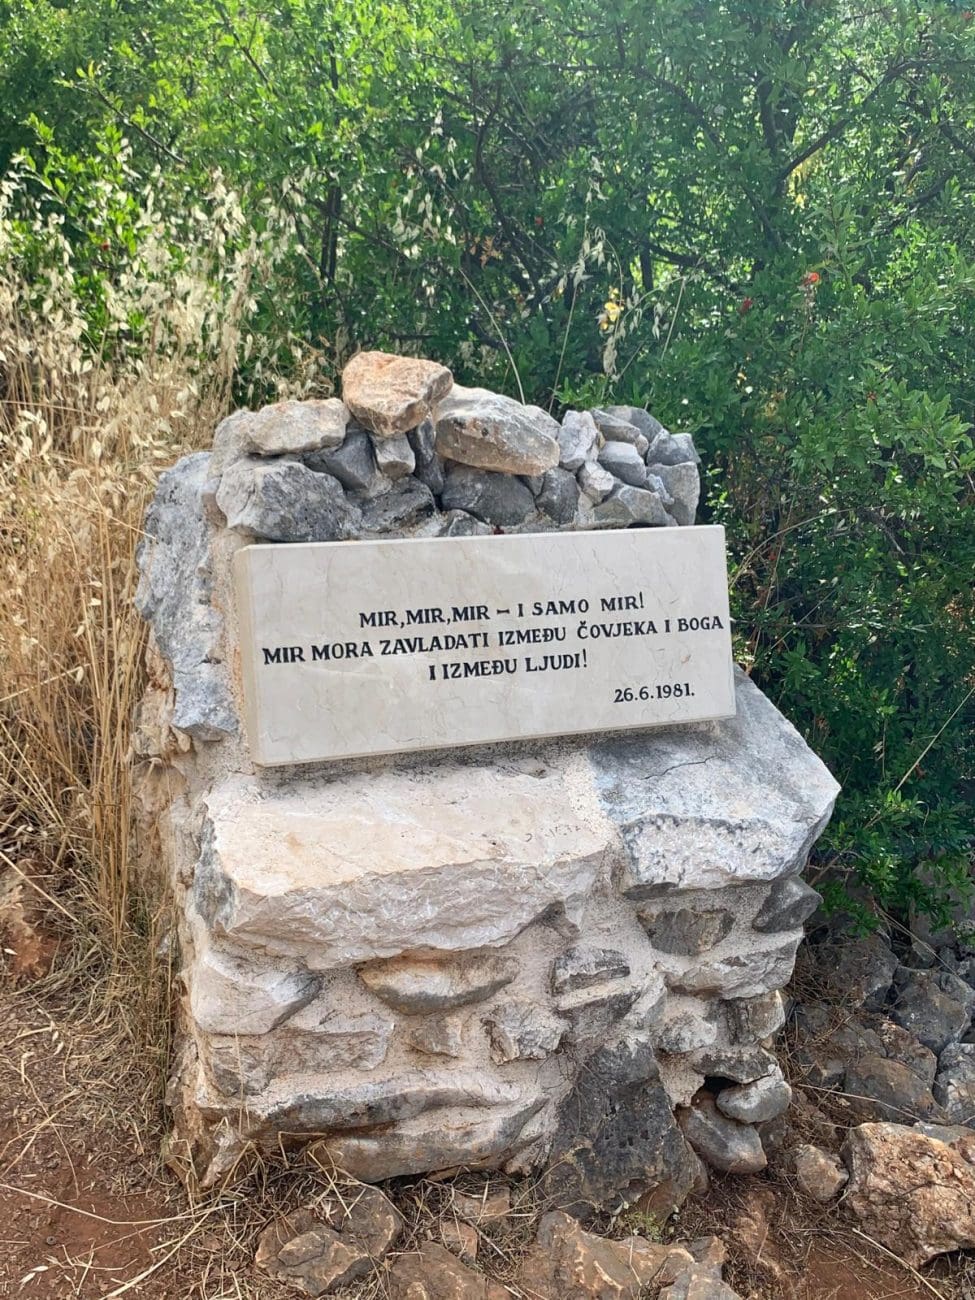 MIR, MIR, MIR – I SAMO MIR!
MIR MORA ZAVLADATI IZMEĐU ČOVJEKA I BOGA
I IZMEĐU LJUDI!
26.6.1981.